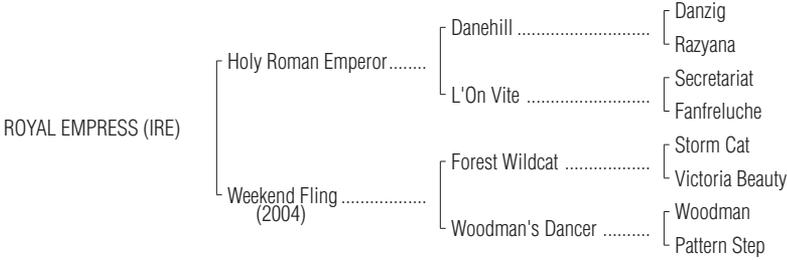 Danzig
Danehill ............................
Razyana
Holy Roman Emperor........
Secretariat
L'On Vite ..........................
Fanfreluche
ROYAL EMPRESS (IRE)
Storm Cat
Forest Wildcat ..................
Victoria Beauty
Weekend Fling ..................
(2004)
Woodman
Woodman's Dancer ..........
Pattern Step